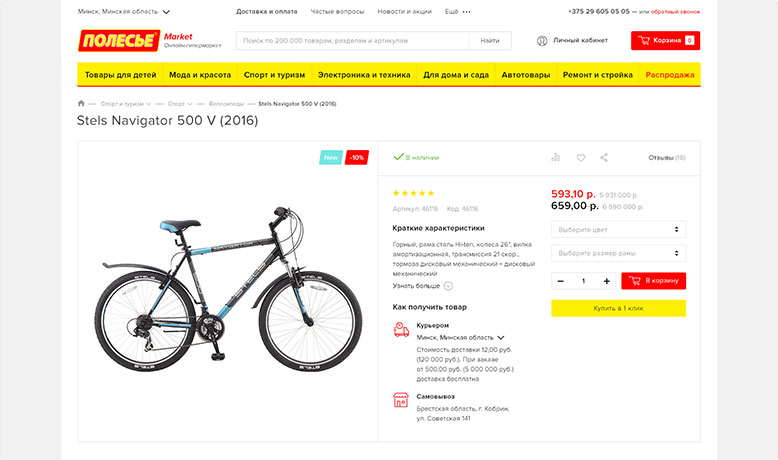 Минск, Минская область
Доставка и оплата
Частые вопросы
Новости и акции
Ещё •••
+375 29 605 05 05 — или обратный звонок
ПОЛЕСЬЕ
Market
Онлайн-гипермаркет
Поиск по 200 000 товарам, разделам и артикулам
Найти
Личный кабинет
Корзина 0
Товары для детей
Мода и красота
Спорт и туризм
Электроника и техника
Для дома и сада
Автотовары
Ремонт и стройка
Распродажа
— Спорт и туризм — Спорт — Велосипеды — Stels Navigator 500 V (2016)
Stels Navigator 500 V (2016)
New
-10%
NAVIGATOR
STELS
В наличии
Отзывы (18)
Артикул: 46116 Код: 46116
593,10 р. 5 931 000 р.
659,00 р. 6 590 000 р.
Краткие характеристики
Горный, рама сталь Hi-ten, колеса 26", вилка
амортизационная, трансмиссия 21 скор.,
тормоза дисковый механический + дисковый
механический
Узнать больше
Выберите цвет
Выберите размер рамы
− 1 +
В корзину
Купить в 1 клик
Как получить товар
Курьером
Минск, Минская область
Стоимость доставки 12,00 руб.
(120 000 руб.). При заказе
от 500,00 руб. (5 000 000 руб.)
доставка бесплатна
Самовывоз
Брестская область, г. Кобрин,
ул. Советская 141